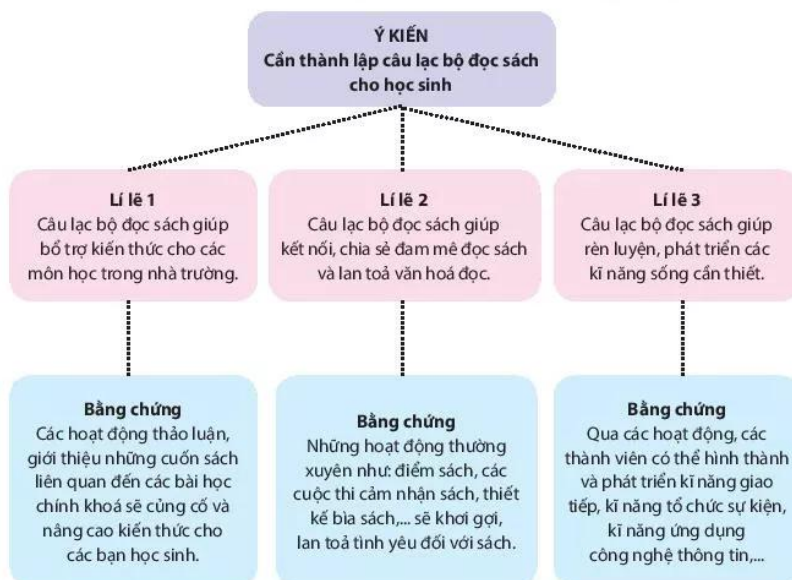 Ý KIẾN
Cần thành lập câu lạc bộ đọc sách
cho học sinh
Lí lẽ 1
Câu lạc bộ đọc sách giúp
bổ trợ kiến thức cho các
môn học trong nhà trường.
Lí lẽ 2
Câu lạc bộ đọc sách giúp
kết nối, chia sẻ đam mê đọc sách
và lan toả văn hoá đọc.
Lí lẽ 3
Câu lạc bộ đọc sách giúp
rèn luyện, phát triển các
kĩ năng sống cần thiết.
Bằng chứng
Các hoạt động thảo luận,
giới thiệu những cuốn sách
liên quan đến các bài học
chính khoá sẽ củng cố và
nâng cao kiến thức cho
các bạn học sinh.
Bằng chứng
Những hoạt động thường
xuyên như: điểm sách, các
cuộc thi cảm nhận sách, thiết
kế bìa sách,... sẽ khơi gợi,
lan toả tình yêu đối với sách.
Bằng chứng
Qua các hoạt động, các
thành viên có thể hình thành
và phát triển kĩ năng giao
tiếp, kĩ năng tổ chức sự kiện,
kĩ năng ứng dụng
công nghệ thông tin,...